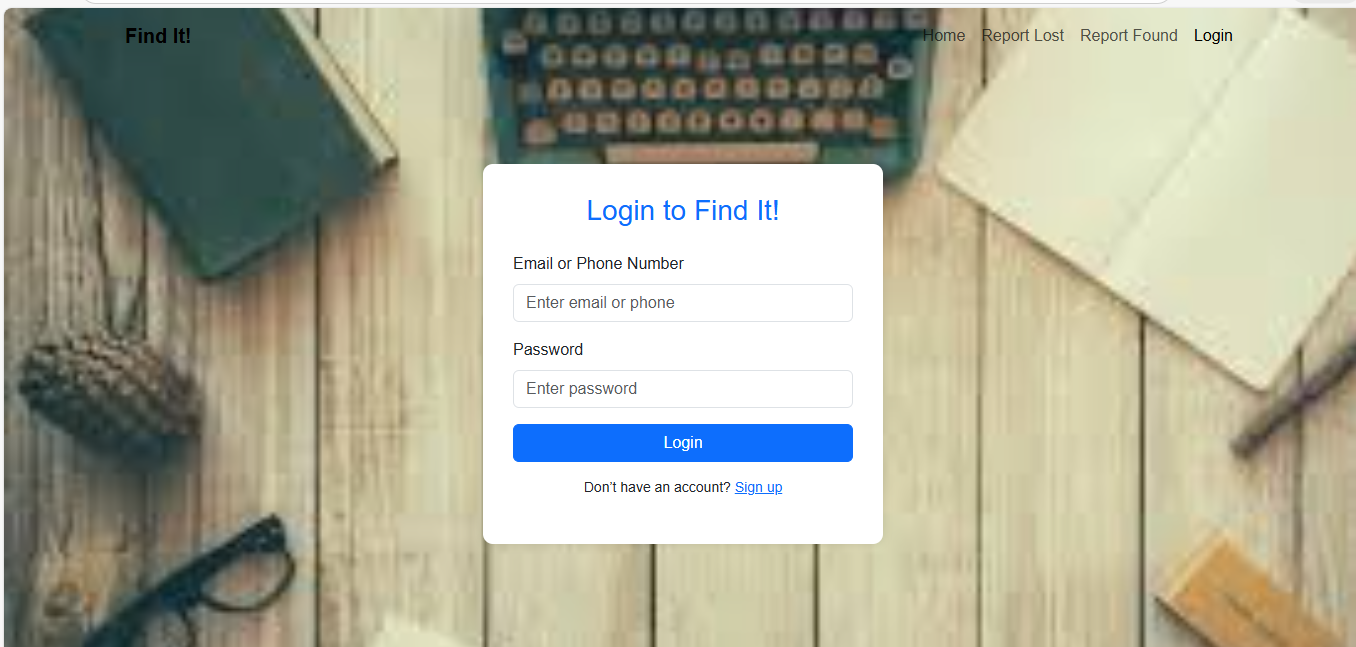 Find It!
Home Report Lost Report Found Login
Login to Find It!
Email or Phone Number
Enter email or phone
Password
Enter password
Login
Don’t have an account? Sign up